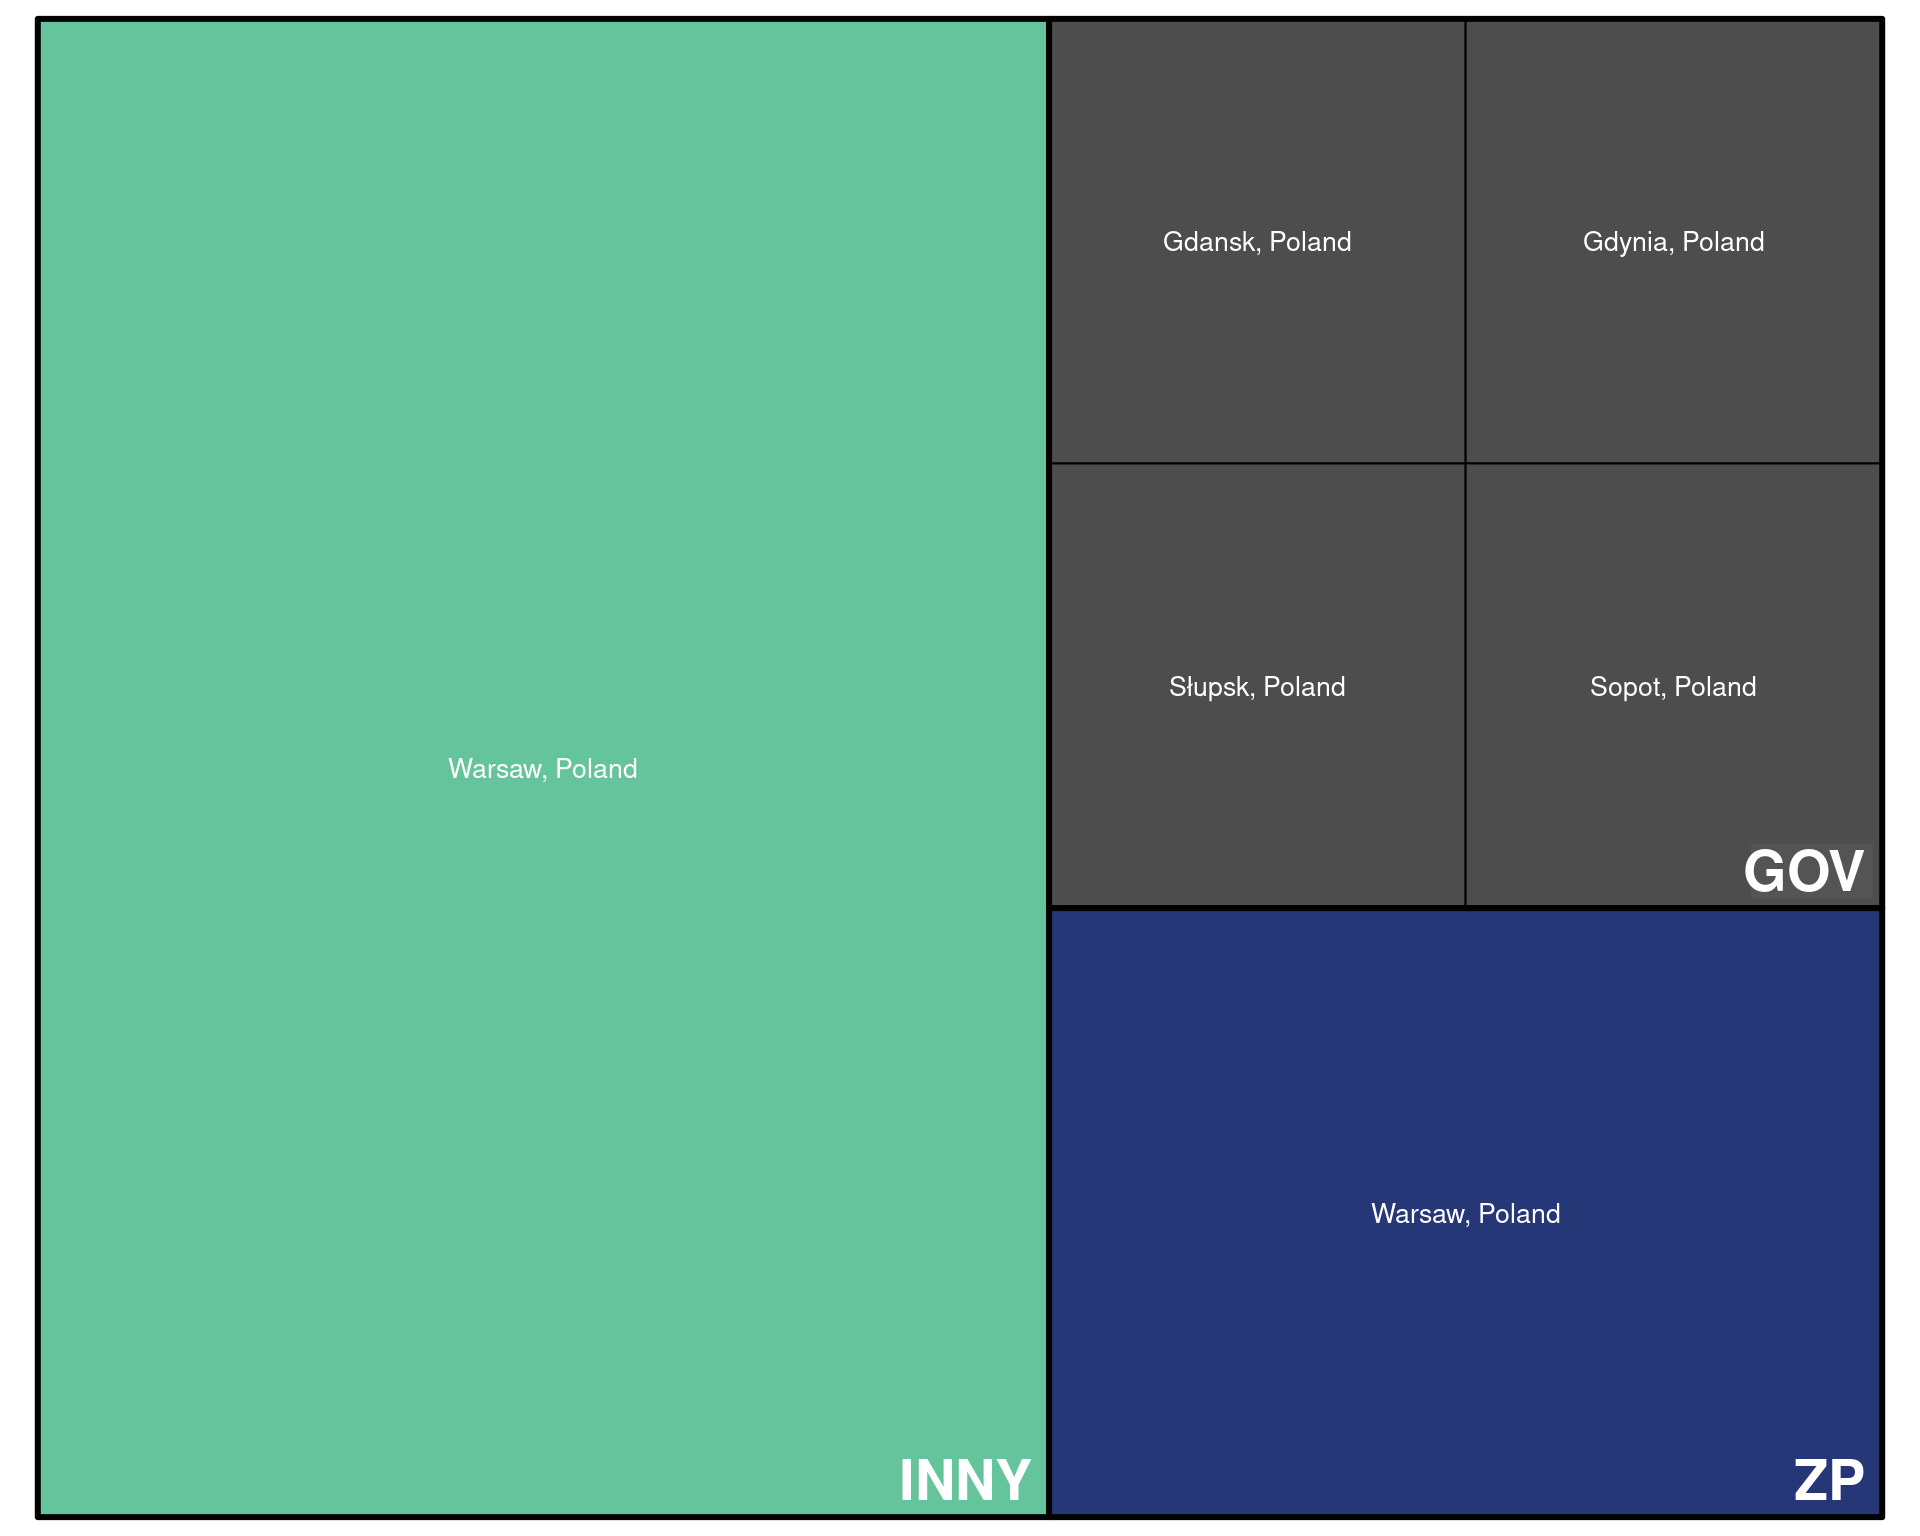 Warsaw, Poland
INNY
Gdansk, Poland
Gdynia, Poland
Słupsk, Poland
Sopot, Poland
GOV
Warsaw, Poland
ZP